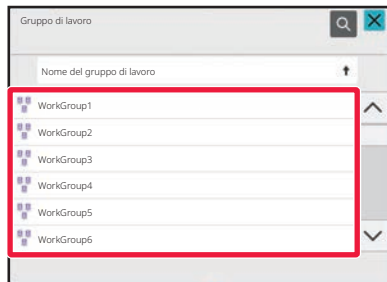 Gruppo di lavoro
Nome del gruppo di lavoro
WorkGroup1
WorkGroup2
WorkGroup3
WorkGroup4
WorkGroup5
WorkGroup6